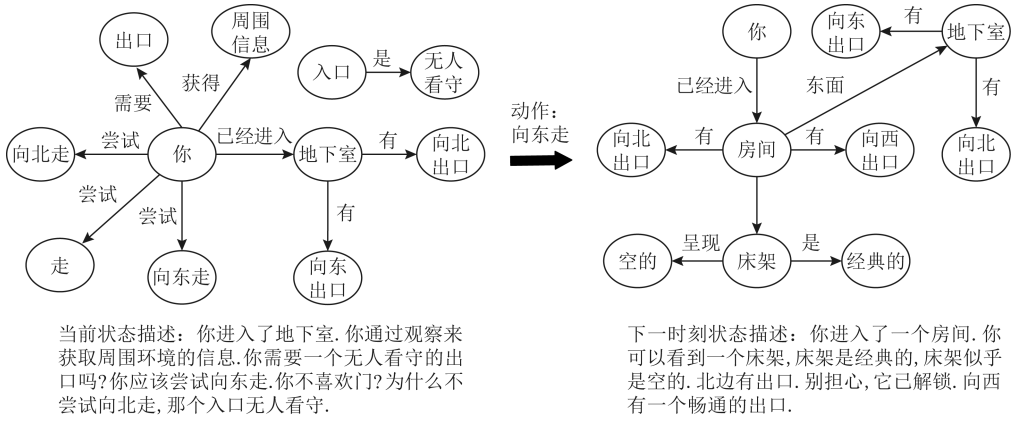 出口
周围
信息
需要
获得
入口
是
无人
看守
向北走
尝试
你
已经进入
地下室
有
向北
出口
尝试
走
尝试
向东走
有
向东
出口
动作:
向东走
你
向东
出口
有
地下室
已经进入
东面
有
向北
出口
有
房间
有
向西
出口
向北
出口
空的
呈现
床架
是
经典的
当前状态描述: 你进入了地下室. 你通过观察来
获取周围环境的信息.你需要一个无人看守的出
口吗?你应该尝试向东走.你不喜欢门?为什么不
尝试向北走, 那个入口无人看守.
下一时刻状态描述: 你进入了一个房间. 你
可以看到一个床架, 床架是经典的, 床架似乎
是空的. 北边有出口. 别担心, 它已解锁. 向西
有一个畅通的出口.